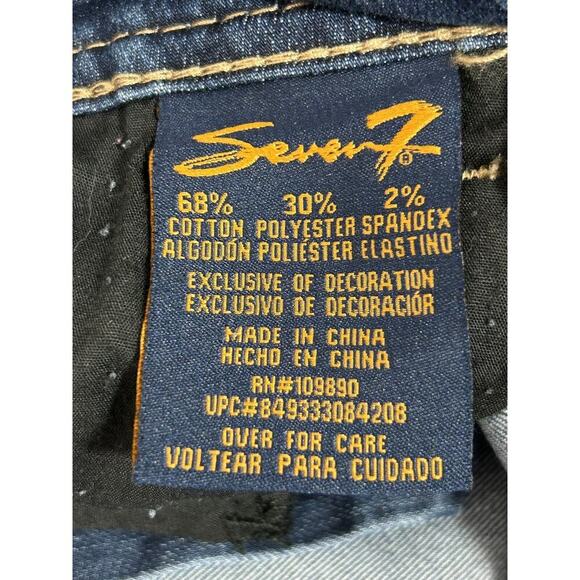 Seven7®
68% 30% 2%
COTTON POLYESTER SPANDEX
ALGODÓN POLIÉSTER ELASTINO
EXCLUSIVE OF DECORATION
EXCLUSIVO DE DECORACIÓR
MADE IN CHINA
HECHO EN CHINA
RN#109890
UPC#849333084208
OVER FOR CARE
VOLTEAR PARA CUIDADO